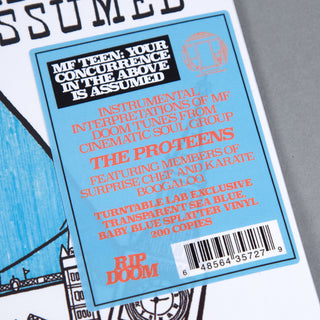 SSUMED
MF TEEN: YOUR
CONCURRENCE
IN THE ABOVE
IS ASSUMED
INSTRUMENTAL
INTERPRETATIONS OF MF
DOOM TUNES FROM
CINEMATIC SOUL GROUP
THE PRO-TEENS
FEATURING MEMBERS OF
SURPRISE CHEF AND KARATE
BOOGALOO.
TURNTABLE LAB EXCLUSIVE
TRANSPARENT SEA BLUE,
BABY BLUE SPLATTER VINYL
200 COPIES
RIP
DOOM
6 48564 35727 9